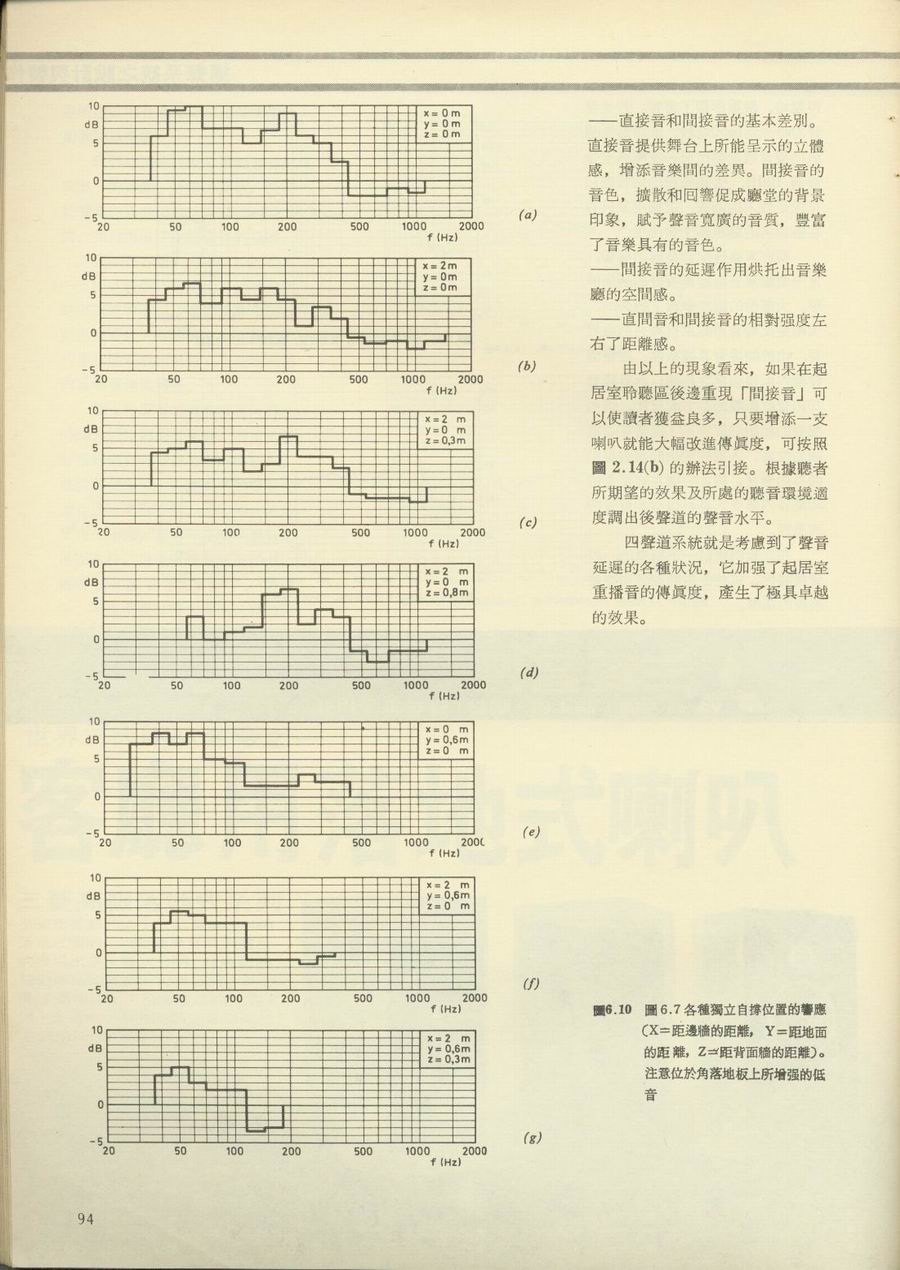 10
dB
5
0
-5
20 50 100 200 500 1000 2000
f (Hz)
x = 0 m
y = 0 m
z = 0 m
(a)
10
dB
5
0
-5
20 50 100 200 500 1000 2000
f (Hz)
x = 2 m
y = 0 m
z = 0 m
(b)
10
dB
5
0
-5
20 50 100 200 500 1000 2000
f (Hz)
x = 2 m
y = 0 m
z = 0,3 m
(c)
10
dB
5
0
-5
20 50 100 200 500 1000 2000
f (Hz)
x = 2 m
y = 0 m
z = 0,8 m
(d)
10
dB
5
0
-5
20 50 100 200 500 1000 2000
f (Hz)
x = 0 m
y = 0,6 m
z = 0 m
(e)
10
dB
5
0
-5
20 50 100 200 500 1000 2000
f (Hz)
x = 2 m
y = 0,6 m
z = 0 m
(f)
10
dB
5
0
-5
20 50 100 200 500 1000 2000
f (Hz)
x = 2 m
y = 0,6 m
z = 0,3 m
(g)
——直接音和間接音的基本差別。
直接音提供舞台上所能呈示的立體
感，增添音樂間的差異。間接音的
音色，擴散和囘響促成廳堂的背景
印象，賦予聲音寬廣的音質，豐富
了音樂具有的音色。
——間接音的延遲作用烘托出音樂
廳的空間感。
——直間音和間接音的相對强度左
右了距離感。
由以上的現象看來，如果在起
居室聆聽區後邊重現「間接音」可
以使讀者獲益良多，只要增添一支
喇叭就能大幅改進傳眞度，可按照
圖 2.14(b) 的辦法引接。根據聽者
所期望的效果及所處的聽音環境適
度調出後聲道的聲音水平。
四聲道系統就是考慮到了聲音
延遲的各種狀況，它加强了起居室
重播音的傳眞度，產生了極具卓越
的效果。
圖6.10 圖 6.7 各種獨立自撐位置的響應
(X=距邊牆的距離，Y=距地面
的距離，Z=距背面牆的距離)。
注意位於角落地板上所增强的低
音
94